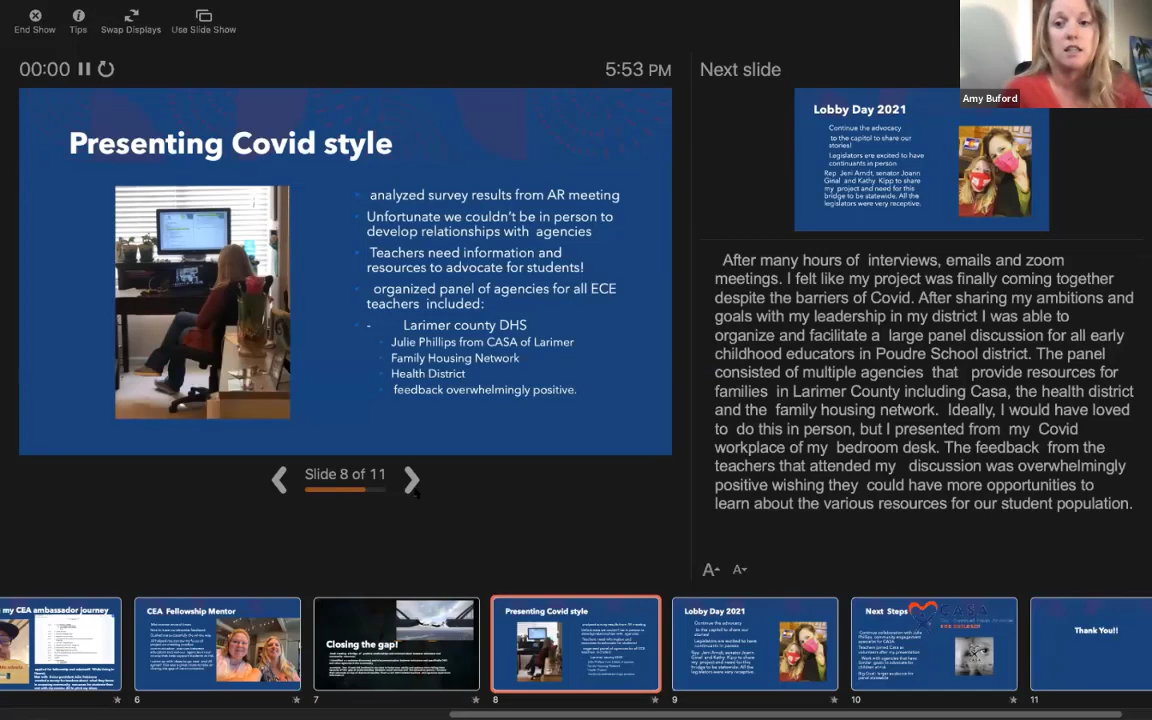 End Show
Tips
Swap Displays
Use Slide Show
00:00
5:53 PM
Next slide
Amy Buford
Presenting Covid style
analyzed survey results from AR meeting
Unfortunate we couldn't be in person to
develop relationships with agencies
Teachers need information and
resources to advocate for students!
organized panel of agencies for all ECE
teachers included:
- Larimer county DHS
Julie Phillips from CASA of Larimer
Family Housing Network
Health District
feedback overwhelmingly positive.
Slide 8 of 11
Lobby Day 2021
Continue the advocacy
to the capitol to share our
stories!
Legislators are excited to have
continuants in person
Rep Jeni Arndt, senator Joann
Ginal and Kathy Kipp to share
my project and need for this
bridge to be statewide. All the
legislators were very receptive.
After many hours of interviews, emails and zoom
meetings. I felt like my project was finally coming together
despite the barriers of Covid. After sharing my ambitions and
goals with my leadership in my district I was able to
organize and facilitate a large panel discussion for all early
childhood educators in Poudre School district. The panel
consisted of multiple agencies that provide resources for
families in Larimer County including Casa, the health district
and the family housing network. Ideally, I would have loved
to do this in person, but I presented from my Covid
workplace of my bedroom desk. The feedback from the
teachers that attended my discussion was overwhelmingly
positive wishing they could have more opportunities to
learn about the various resources for our student population.
A A
my CEA ambassador journey
CEA Fellowship Mentor
Closing the gap!
Presenting Covid style
Lobby Day 2021
Next Steps
CASA
Thank You!!
6
7
8
9
10
11